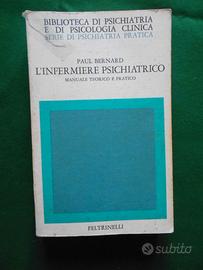 BIBLIOTECA DI PSICHIATRIA
E DI PSICOLOGIA CLINICA
SERIE DI PSICHIATRIA PRATICA
PAUL BERNARD
L'INFERMIERE PSICHIATRICO
MANUALE TEORICO E PRATICO
FELTRINELLI
subito